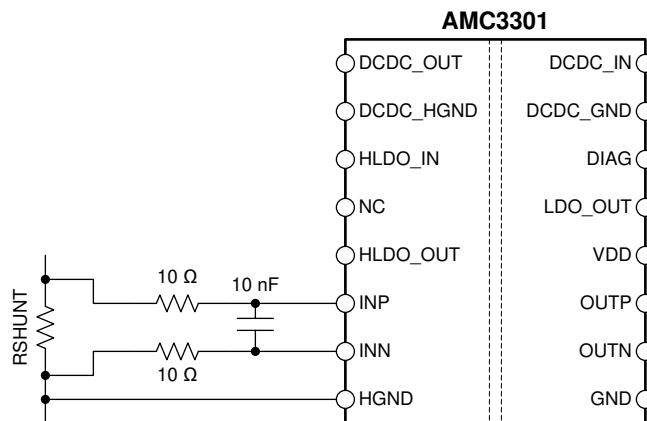 AMC3301
DCDC_OUT
DCDC_IN
DCDC_HGND
DCDC_GND
HLDO_IN
DIAG
NC
LDO_OUT
HLDO_OUT
VDD
10 Ω
10 nF
INP
OUTP
RSHUNT
INN
OUTN
10 Ω
HGND
GND